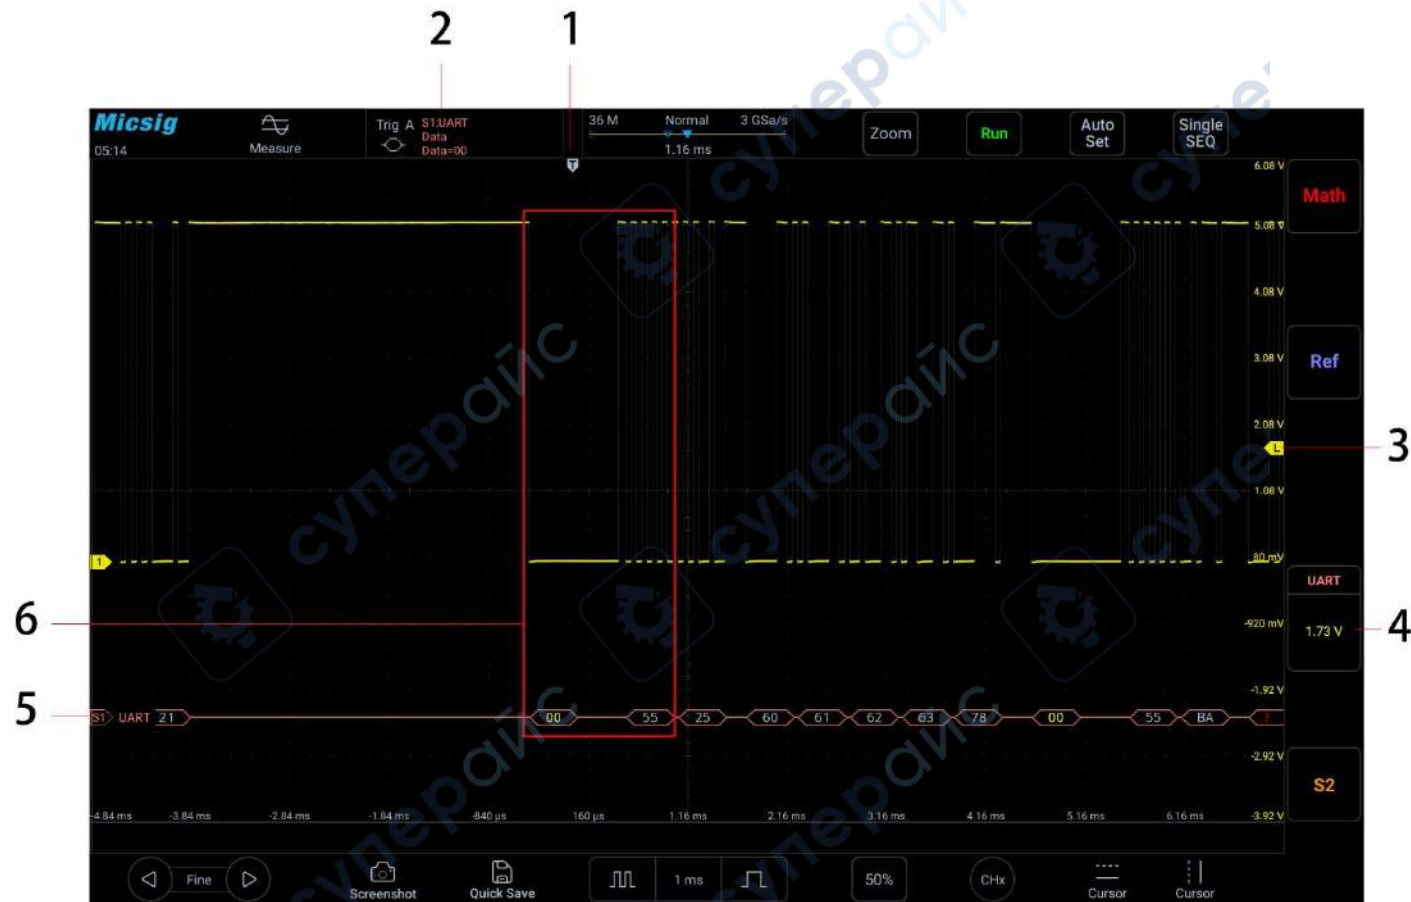 2
1
Micsig
05:14
Measure
Trig A
S1:UART
Data
Data=00
T
36 M
Normal
3 GSa/s
1.16 ms
Zoom
Run
Auto
Set
Single
SEQ
6.08 V
Math
5.08 V
4.08 V
3.08 V
Ref
2.08 V
L
3
1.08 V
1
80 mV
UART
6
-920 mV
1.73 V
4
-1.92 V
5
S1
UART
21
00
55
25
60
61
62
63
78
00
55
BA
?
-2.92 V
S2
-4.84 ms
-3.84 ms
-2.84 ms
-1.84 ms
-840 µs
160 µs
1.16 ms
2.16 ms
3.16 ms
4.16 ms
5.16 ms
6.16 ms
-3.92 V
Fine
Screenshot
Quick Save
1 ms
50%
CHx
Cursor
Cursor
суперайс
суперайс
суперайс
суперайс